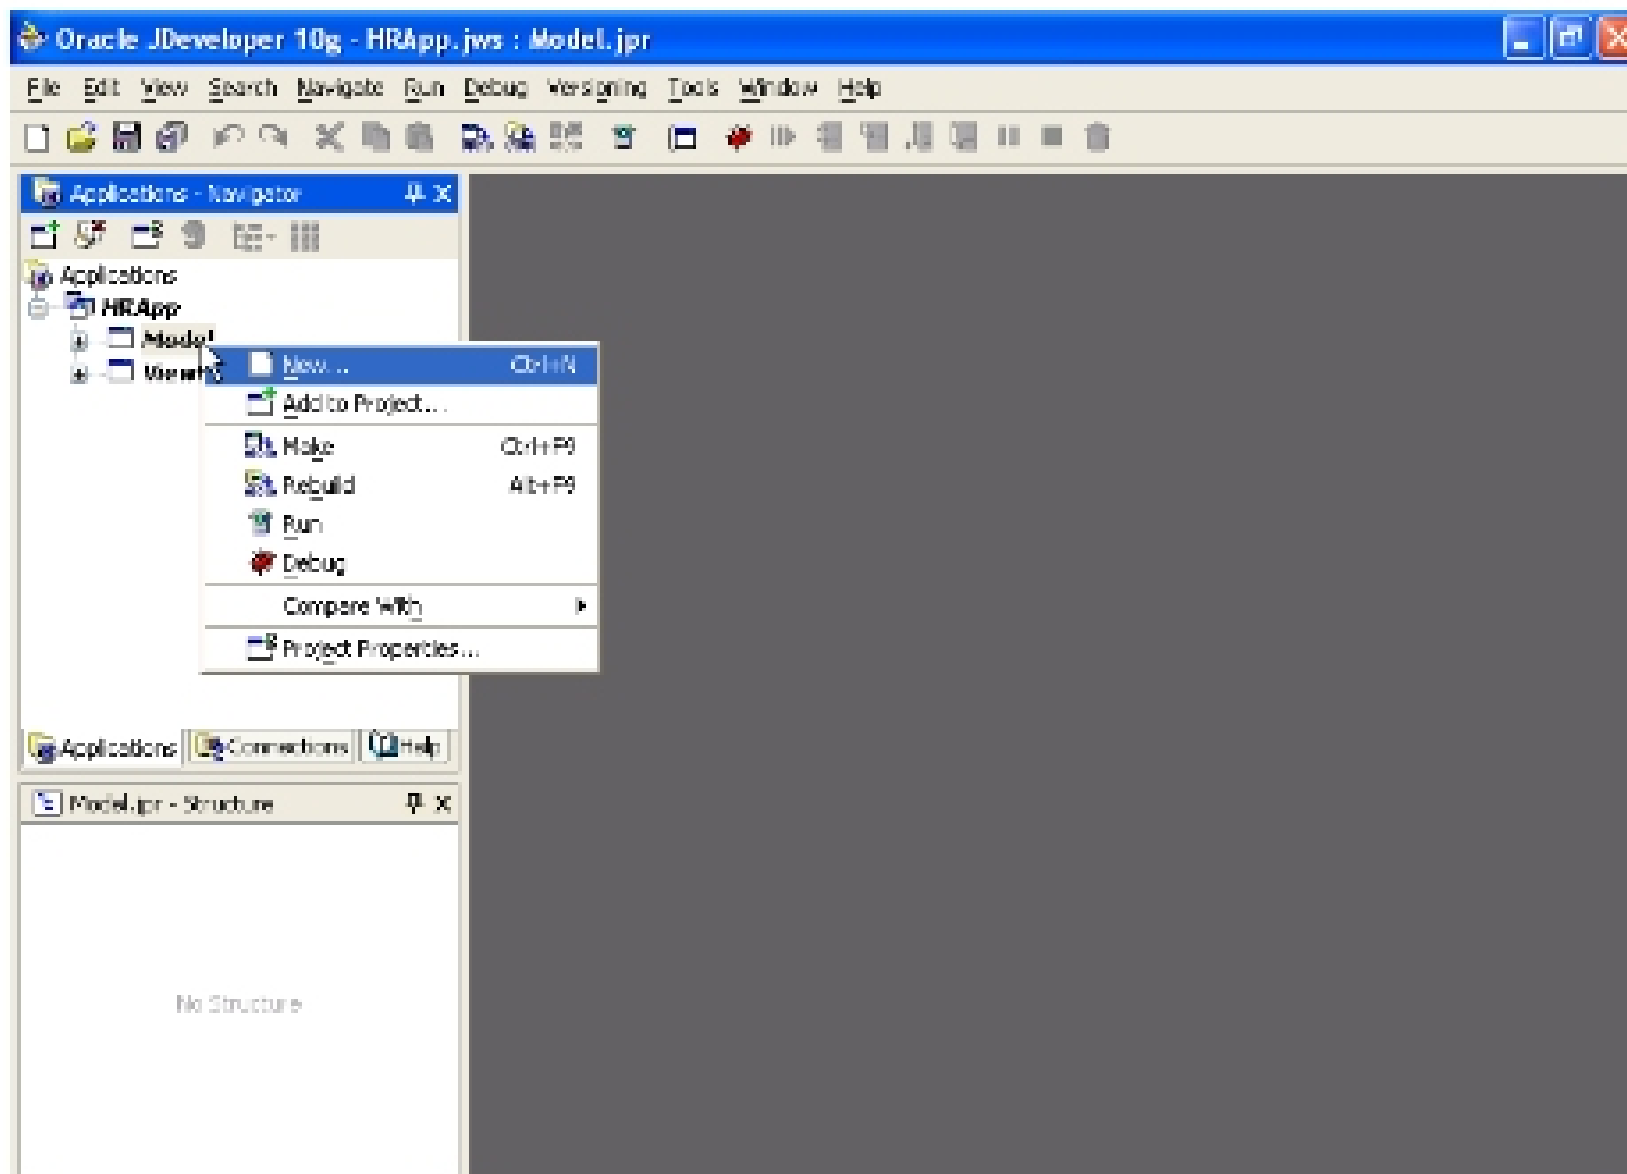 Oracle JDeveloper 10g - HRApp.jws : Model.jpr
File Edit View Search Navigate Run Debug Versioning Tools Window Help
Applications - Navigator
Applications
HRApp
Model
New... Ctrl+N
Add to Project...
Make Ctrl+F9
Rebuild Alt+F9
Run
Debug
Compare With
Project Properties...
Applications Connections Help
Model.jpr - Structure
No Structure